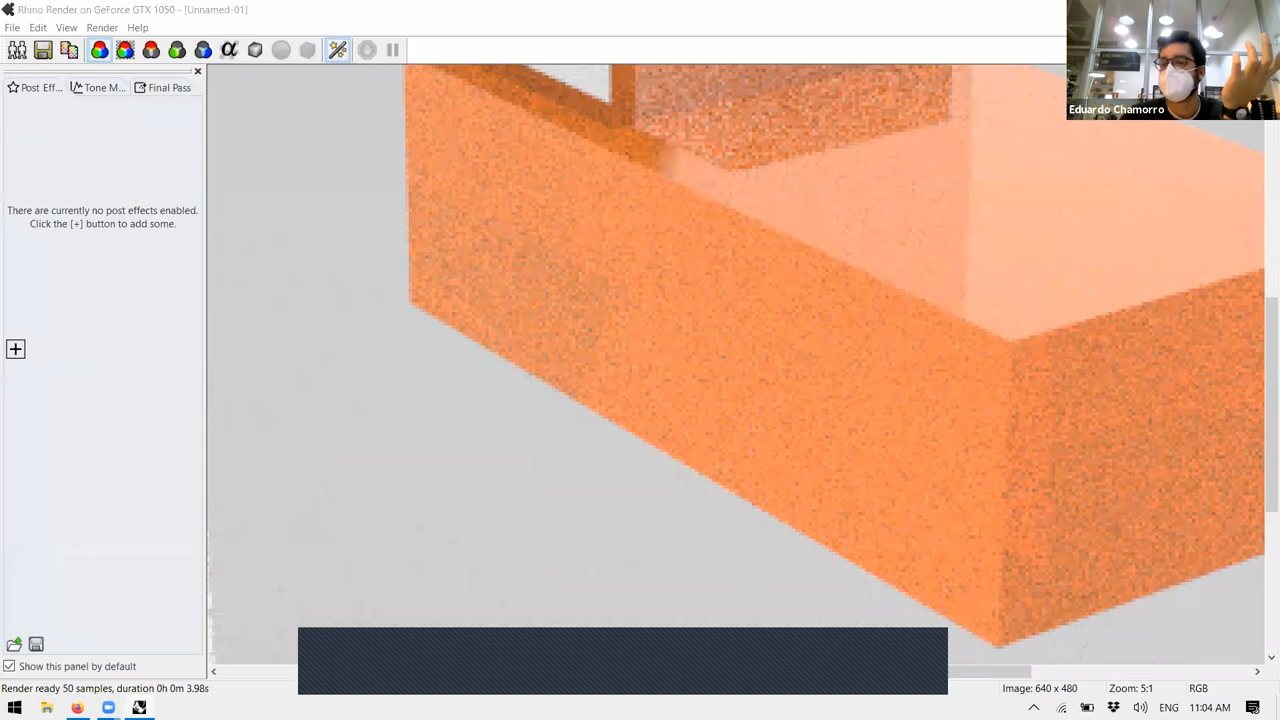 Rhino Render on GeForce GTX 1050 - [Unnamed-01]
File Edit View Render Help
Post Eff... Tone M... Final Pass
There are currently no post effects enabled.
Click the [+] button to add some.
Eduardo Chamorro
Show this panel by default
Render ready 50 samples, duration 0h 0m 3.98s
Image: 640 x 480 Zoom: 5:1 RGB
ENG 11:04 AM